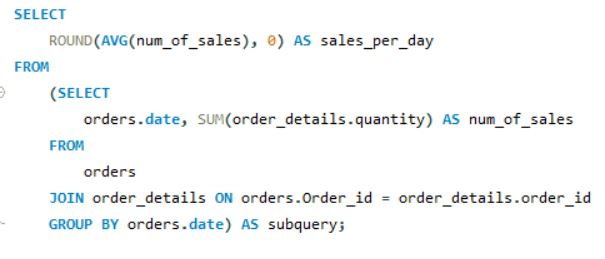 SELECT
ROUND(AVG(num_of_sales), 0) AS sales_per_day
FROM
(SELECT
orders.date, SUM(order_details.quantity) AS num_of_sales
FROM
orders
JOIN order_details ON orders.Order_id = order_details.order_id
GROUP BY orders.date) AS subquery;